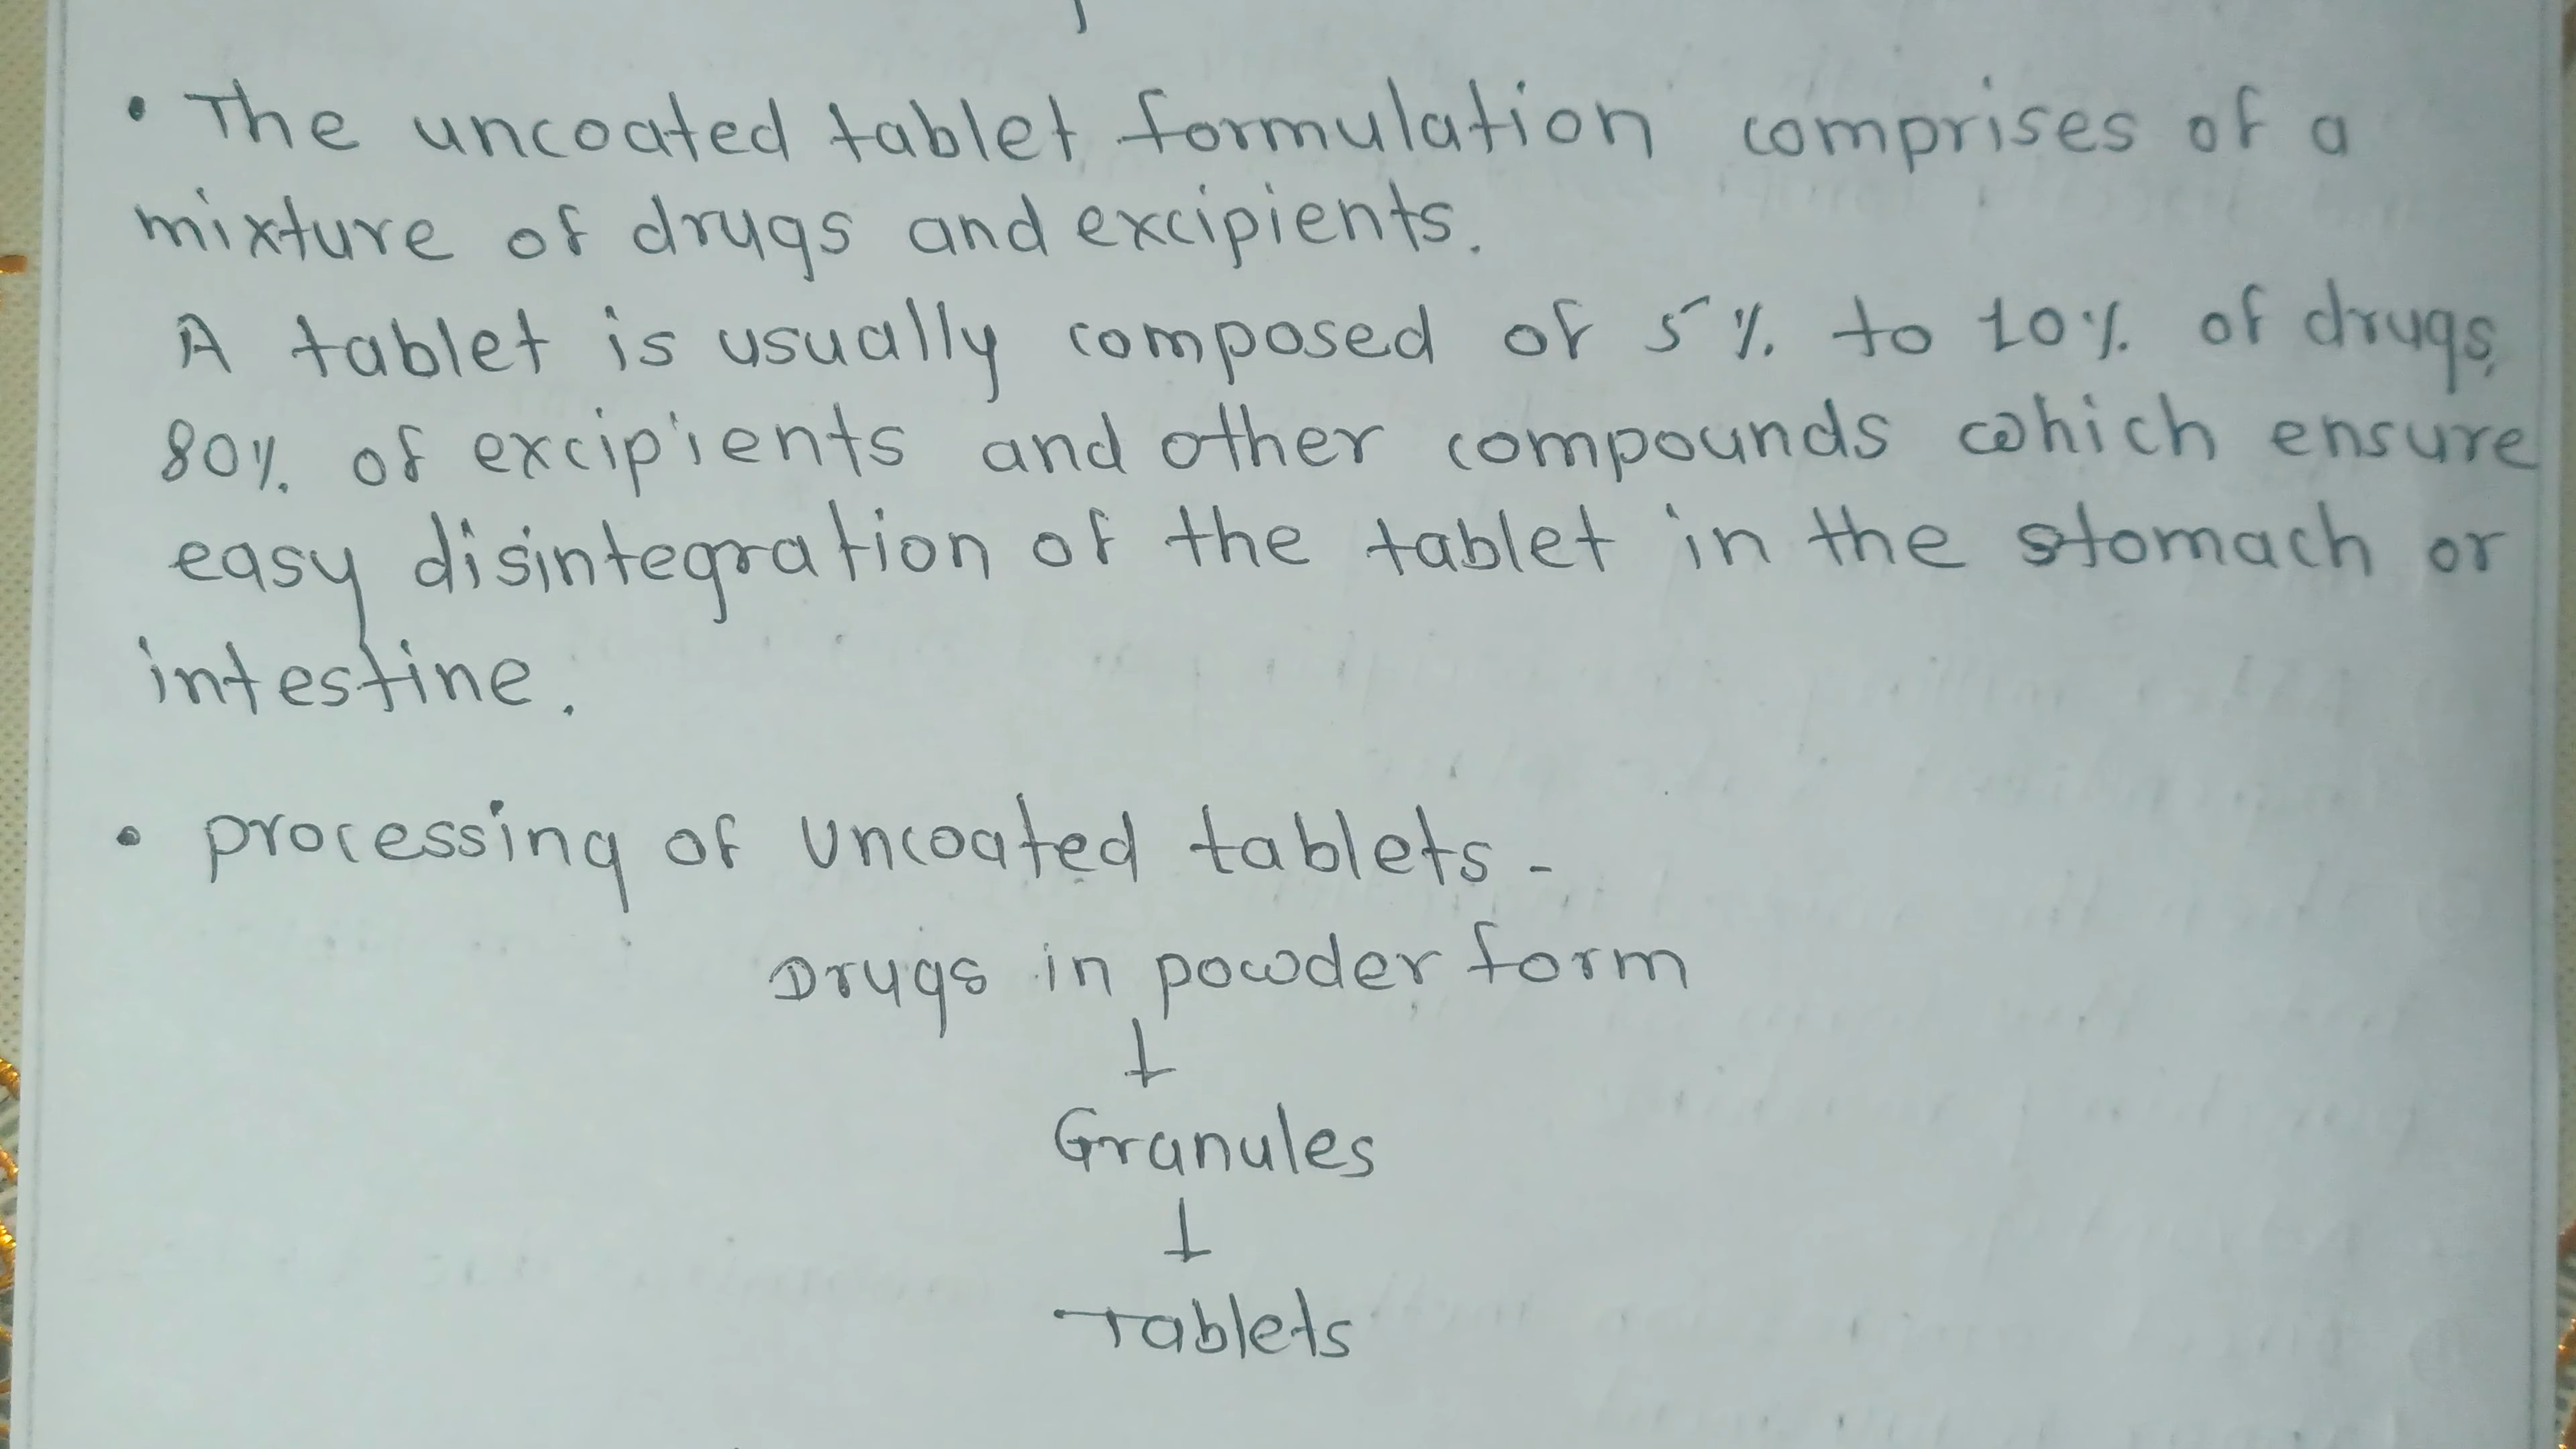 • The uncoated tablet formulation comprises of a
mixture of drugs and excipients.
A tablet is usually composed of 5% to 10% of drugs,
80% of excipients and other compounds which ensure
easy disintegration of the tablet in the stomach or
intestine.
• processing of uncoated tablets -
Drugs in powder form
↓
Granules
↓
Tablets